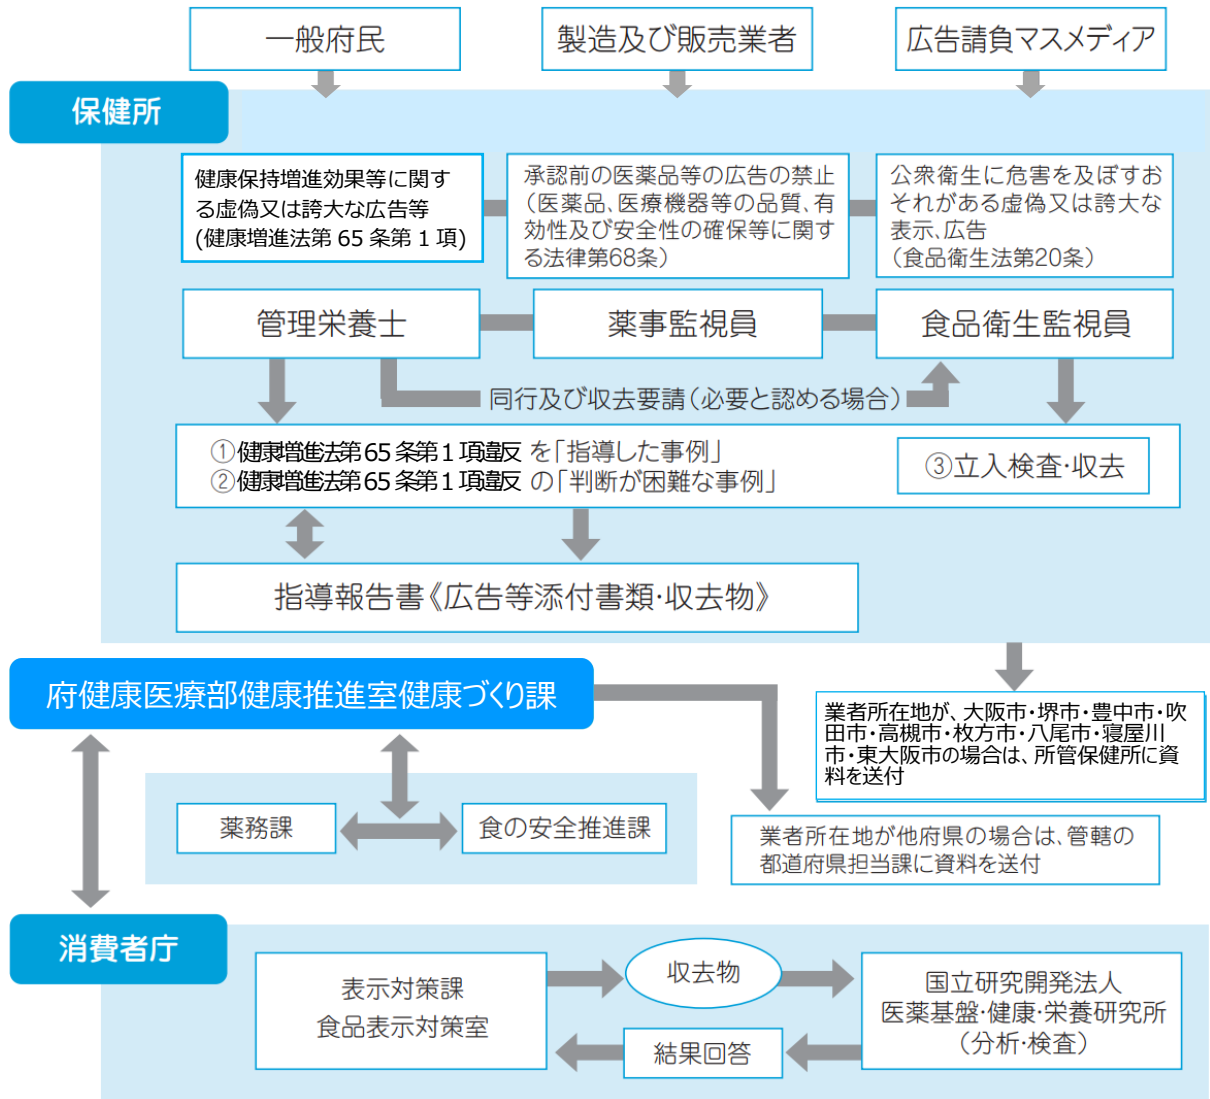 一般府民
製造及び販売業者
広告請負マスメディア
保健所
健康保持増進効果等に関す
る虚偽又は誇大な広告等
(健康増進法第 65 条第 1 項)
承認前の医薬品等の広告の禁止
（医薬品、医療機器等の品質、有
効性及び安全性の確保等に関す
る法律第68条）
公衆衛生に危害を及ぼすお
それがある虚偽又は誇大な
表示、広告
（食品衛生法第20条）
管理栄養士
薬事監視員
食品衛生監視員
同行及び収去要請（必要と認める場合）
①健康増進法第 65 条第 1 項違反 を「指導した事例」
②健康増進法第 65 条第 1 項違反 の「判断が困難な事例」
③立入検査・収去
指導報告書《広告等添付書類・収去物》
府健康医療部健康推進室健康づくり課
業者所在地が、大阪市・堺市・豊中市・吹
田市・高槻市・枚方市・八尾市・寝屋川
市・東大阪市の場合は、所管保健所に資
料を送付
薬務課
食の安全推進課
業者所在地が他府県の場合は、管轄の
都道府県担当課に資料を送付
消費者庁
表示対策課
食品表示対策室
収去物
国立研究開発法人
医薬基盤・健康・栄養研究所
（分析・検査）
結果回答